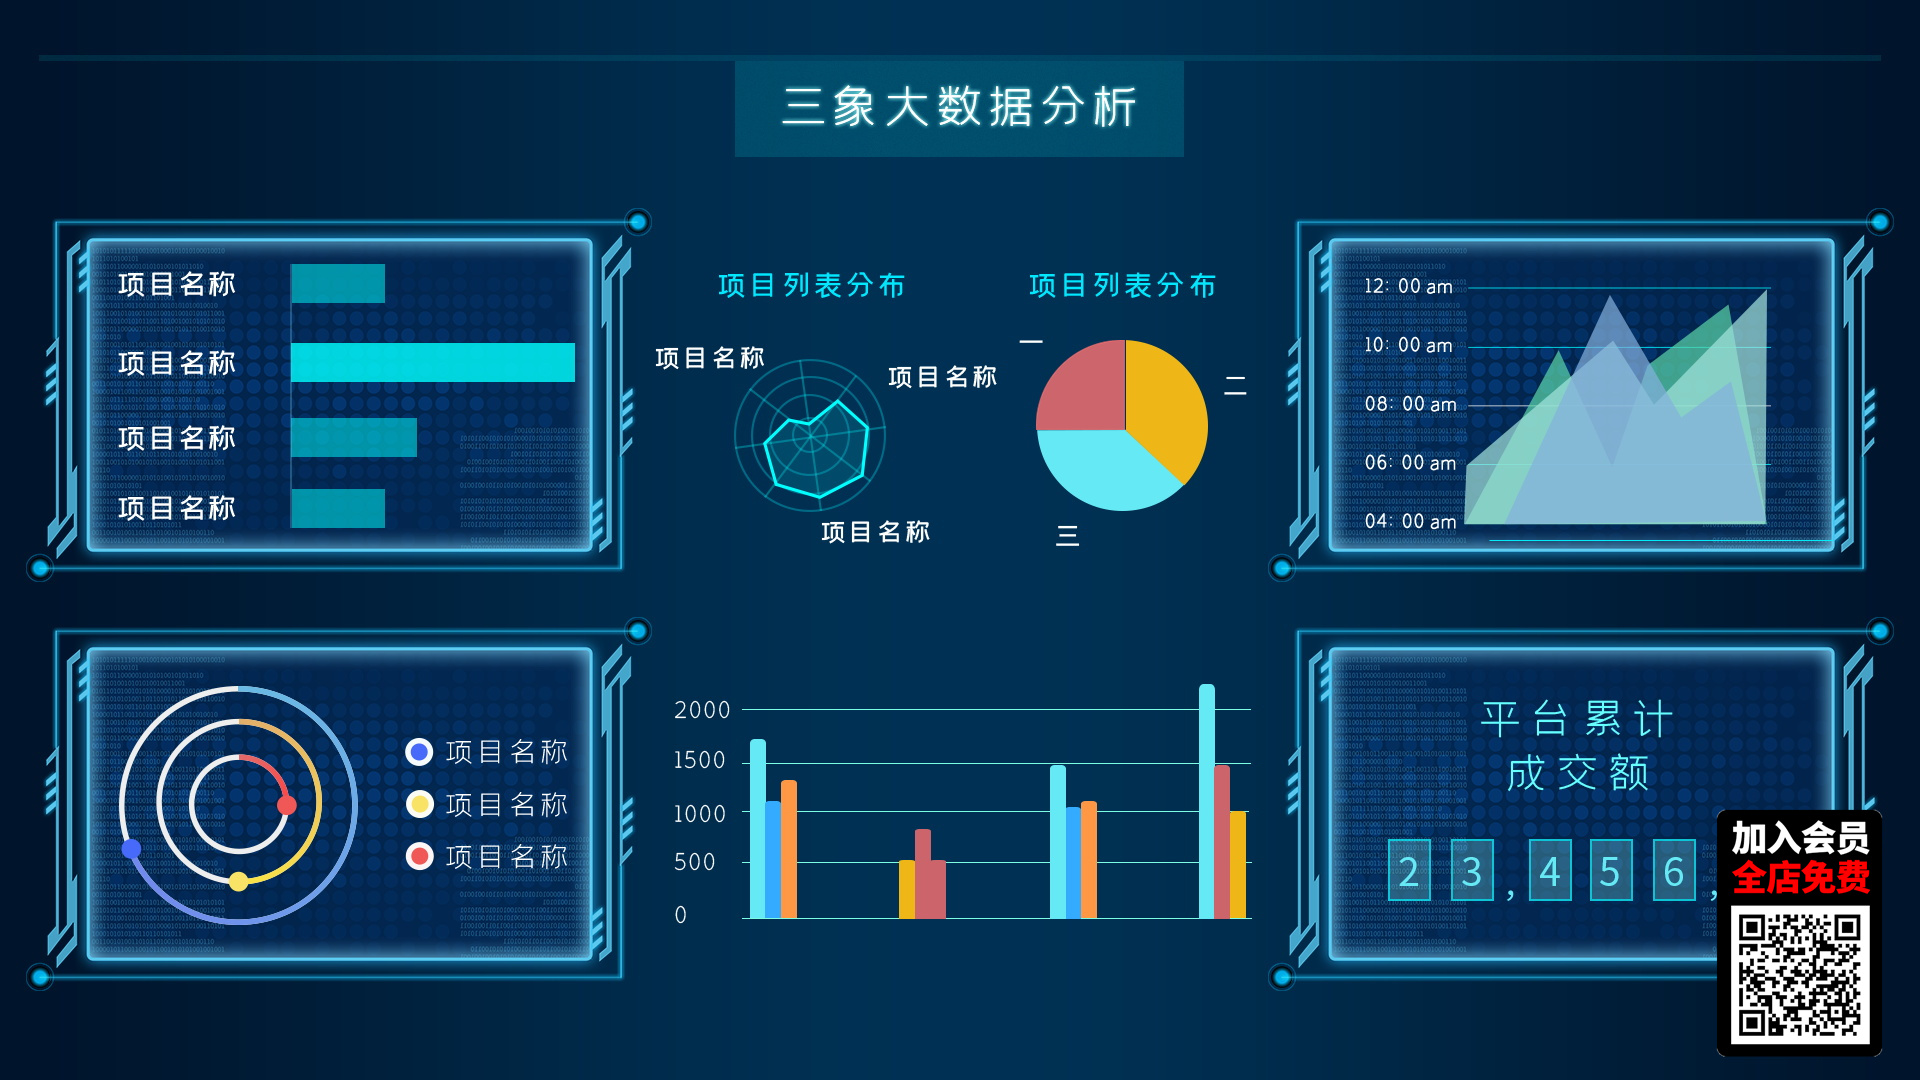 三象大数据分析
项目名称
项目名称
项目名称
项目名称
项目列表分布
项目名称
项目名称
项目名称
项目列表分布
一
二
三
12: 00 am
10: 00 am
08: 00 am
06: 00 am
04: 00 am
项目名称
项目名称
项目名称
2000
1500
1000
500
0
平台累计
成交额
23,456,
加入会员
全店免费